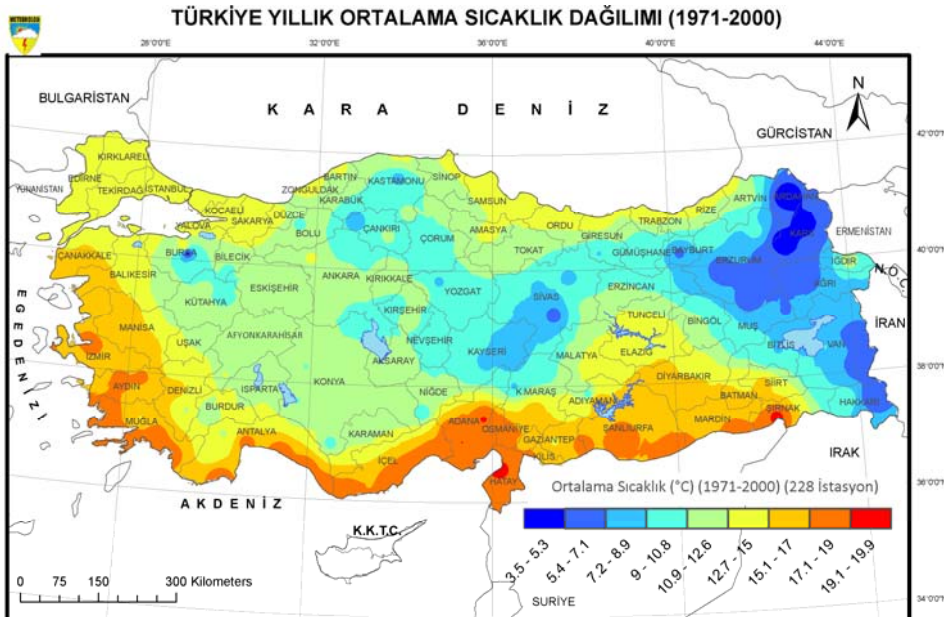 TÜRKİYE YILLIK ORTALAMA SICAKLIK DAĞILIMI (1971-2000)
METEOROLOJİ
28°0'0"E 32°0'0"E 36°0'0"E 40°0'0"E 44°0'0"E
BULGARİSTAN
KARA DENİZ
N
GÜRCİSTAN
42°0'0"N
KIRKLARELİ
EDİRNE
YUNANİSTAN
TEKİRDAĞ
İSTANBUL
KOCAELİ
YALOVA
SAKARYA
DÜZCE
ZONGULDAK
BARTIN
KARABÜK
KASTAMONU
SİNOP
SAMSUN
BOLU
ÇANKIRI
ÇORUM
AMASYA
TOKAT
ORDU
GİRESUN
TRABZON
RİZE
ARTVİN
ARDAHAN
KARS
ERMENİSTAN
GÜMÜŞHANE
BAYBURT
ERZURUM
IĞDIR
AĞRI
N.Ö.C.
40°0'0"N
ÇANAKKALE
BALIKESİR
BURSA
BİLECİK
KÜTAHYA
ESKİŞEHİR
ANKARA
KIRIKKALE
YOZGAT
KIRŞEHİR
SİVAS
ERZİNCAN
TUNCELİ
BİNGÖL
MUŞ
BİTLİS
VAN
İRAN
EGE DENİZİ
MANİSA
İZMİR
UŞAK
AFYONKARAHİSAR
AKSARAY
NEVŞEHİR
KAYSERİ
MALATYA
ELAZIĞ
DİYARBAKIR
SİİRT
BATMAN
ŞIRNAK
HAKKARİ
38°0'0"N
AYDIN
DENİZLİ
ISPARTA
BURDUR
KONYA
NİĞDE
K.MARAŞ
ADIYAMAN
MARDİN
ŞANLIURFA
MUĞLA
ANTALYA
KARAMAN
İÇEL
ADANA
OSMANİYE
GAZİANTEP
KİLİS
HATAY
IRAK
36°0'0"N
AKDENİZ
K.K.T.C.
Ortalama Sıcaklık (°C) (1971-2000) (228 İstasyon)
3.5 - 5.3
5.4 - 7.1
7.2 - 8.9
9 - 10.8
10.9 - 12.6
12.7 - 15
15.1 - 17
17.1 - 19
19.1 - 19.9
0 75 150 300 Kilometers
SURİYE
34°0'0"N